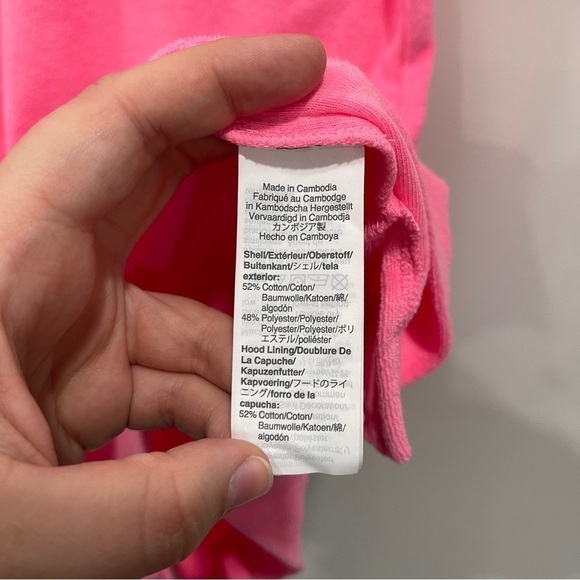 Made in Cambodia
Fabriqué au Cambodge
in Kambodscha Hergestellt
Vervaardigd in Cambodja
カンボジア製
Hecho en Camboya
Shell/Extérieur/Oberstoff/
Buitenkant/シェル/tela
exterior:
52% Cotton/Coton/
Baumwolle/Katoen/綿/
algodón
48% Polyester/Polyester/
Polyester/Polyester/ポリ
エステル/poliéster
Hood Lining/Doublure De
La Capuche/
Kapuzenfutter/
Kapvoering/フードのライ
ニング/forro de la
capucha:
52% Cotton/Coton/
Baumwolle/Katoen/綿/
algodón